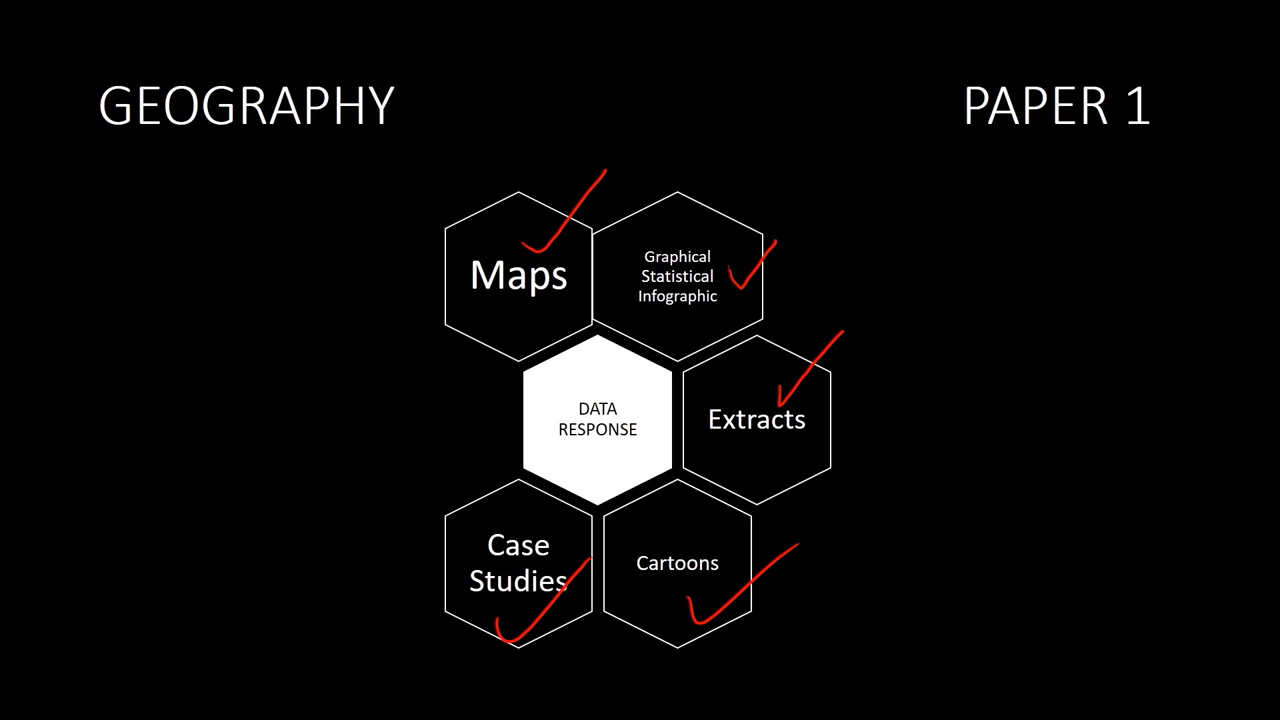 GEOGRAPHY
PAPER 1
Maps
Graphical
Statistical
Infographic
DATA
RESPONSE
Extracts
Case
Studies
Cartoons